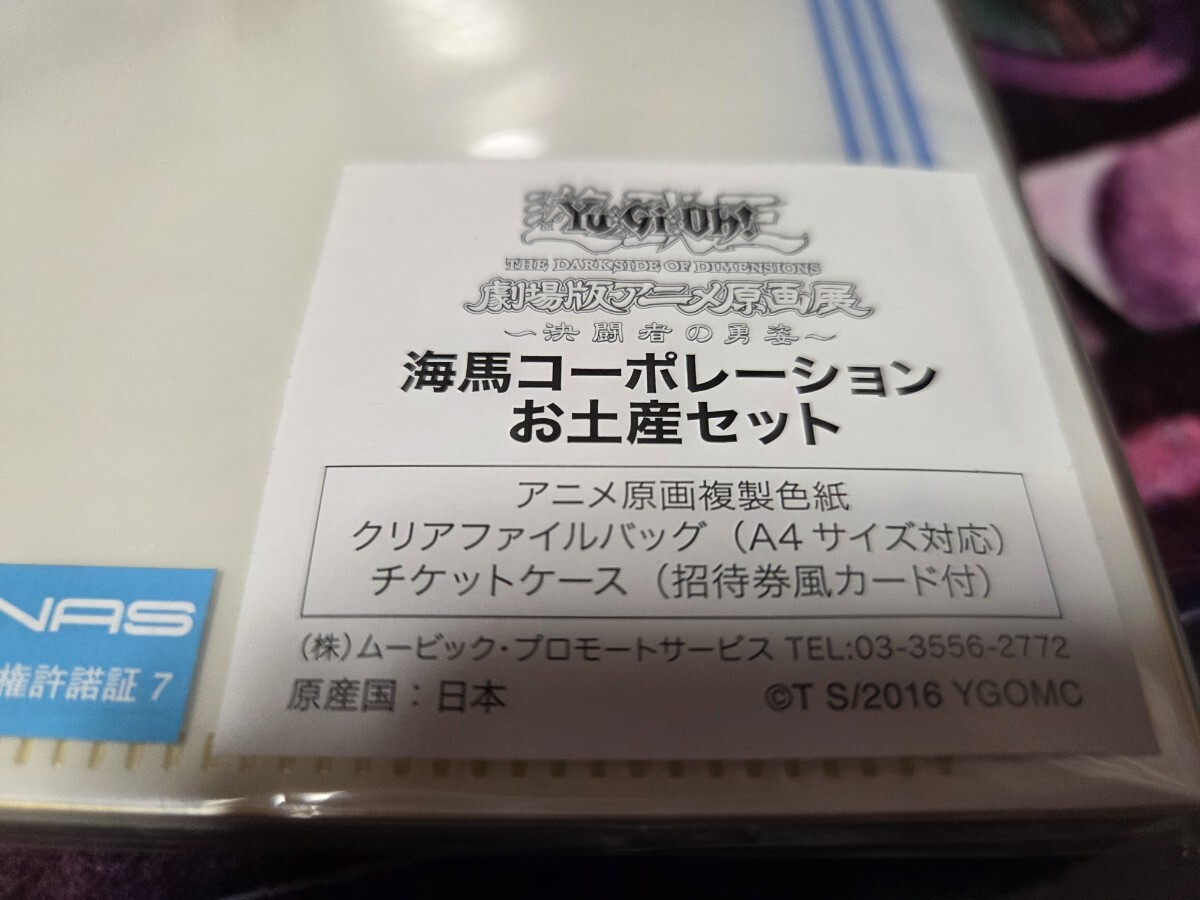 遊戯王
Yu-Gi-Oh!
THE DARKSIDE OF DIMENSIONS
劇場版アニメ原画展
～決闘者の勇姿～
海馬コーポレーション
お土産セット
アニメ原画複製色紙
クリアファイルバッグ（A4サイズ対応）
チケットケース（招待券風カード付）
(株)ムービック・プロモートサービス TEL:03-3556-2772
原産国：日本 ©T S/2016 YGOMC
NAS
権許諾証 7